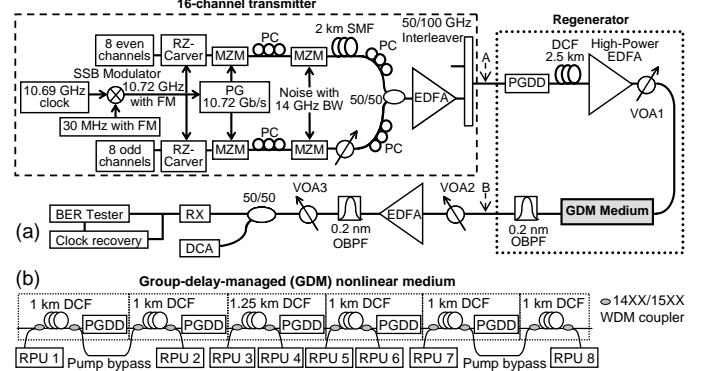 16-channel transmitter
Regenerator
8 even channels
RZ-Carver
MZM
PC
MZM
2 km SMF
PC
50/100 GHz Interleaver
A
PGDD
DCF 2.5 km
High-Power EDFA
VOA1
SSB Modulator
10.69 GHz clock
10.72 GHz with FM
PG 10.72 Gb/s
Noise with 14 GHz BW
50/50
EDFA
30 MHz with FM
8 odd channels
RZ-Carver
MZM
PC
MZM
PC
(a)
BER Tester
Clock recovery
RX
DCA
50/50
VOA3
0.2 nm OBPF
EDFA
VOA2
B
0.2 nm OBPF
GDM Medium
(b)
Group-delay-managed (GDM) nonlinear medium
1 km DCF
1 km DCF
1.25 km DCF
1 km DCF
1 km DCF
1 km DCF
14XX/15XX WDM coupler
PGDD
PGDD
PGDD
PGDD
PGDD
RPU 1
Pump bypass
RPU 2
RPU 3
RPU 4
RPU 5
RPU 6
RPU 7
Pump bypass
RPU 8